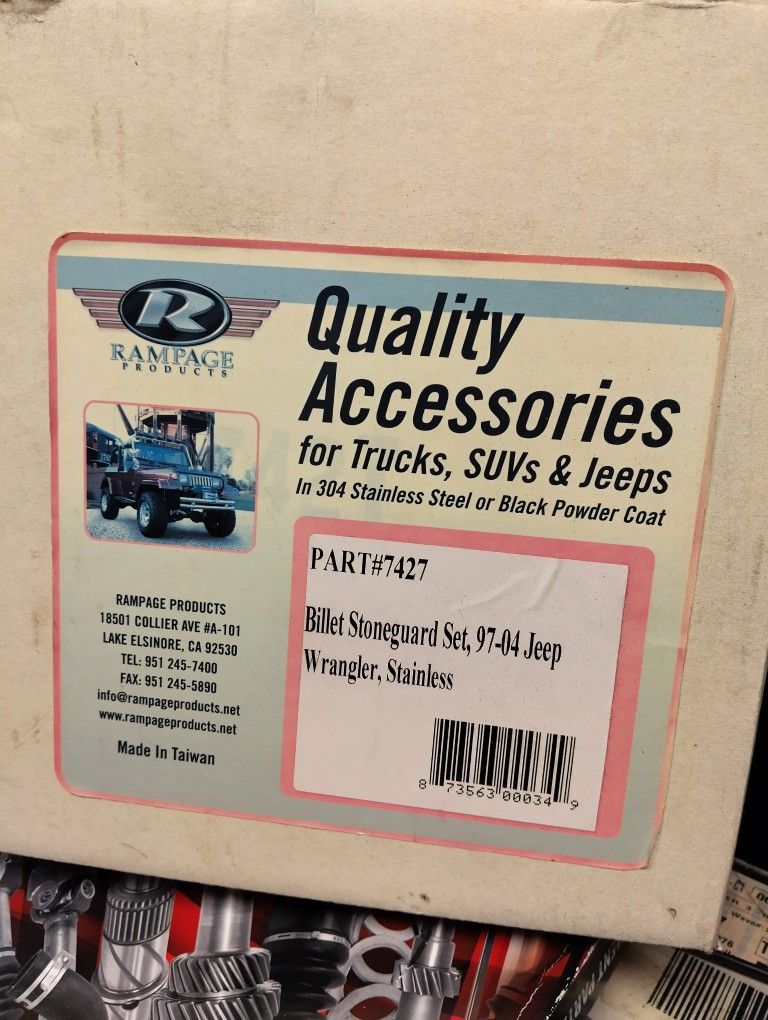 R
RAMPAGE
PRODUCTS
Quality
Accessories
for Trucks, SUVs & Jeeps
In 304 Stainless Steel or Black Powder Coat
RAMPAGE PRODUCTS
18501 COLLIER AVE #A-101
LAKE ELSINORE, CA 92530
TEL: 951 245-7400
FAX: 951 245-5890
info@rampageproducts.net
www.rampageproducts.net
Made In Taiwan
PART#7427
Billet Stoneguard Set, 97-04 Jeep
Wrangler, Stainless
8 73563 00034 9